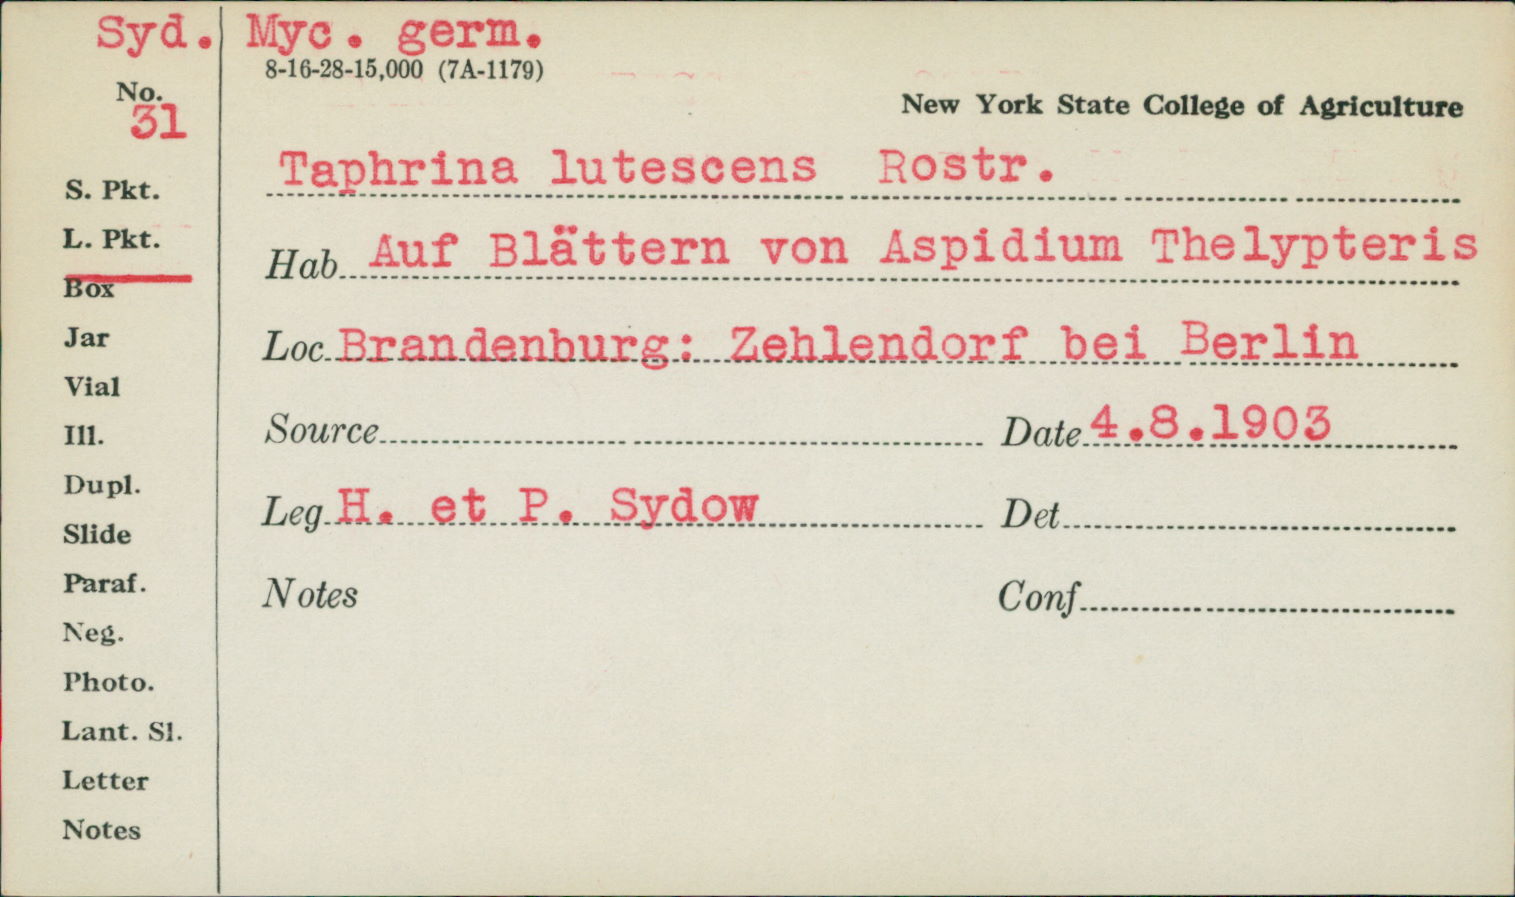 Syd. Myc. germ.
8-16-28-15,000 (7A-1179)
No.
31
New York State College of Agriculture
Taphrina lutescens Rostr.
S. Pkt.
L. Pkt.
Hab Auf Blättern von Aspidium Thelypteris
Box
Jar
Loc Brandenburg: Zehlendorf bei Berlin
Vial
Ill.
Source Date 4.8.1903
Dupl.
Slide
Leg H. et P. Sydow Det
Paraf.
Notes Conf
Neg.
Photo.
Lant. Sl.
Letter
Notes